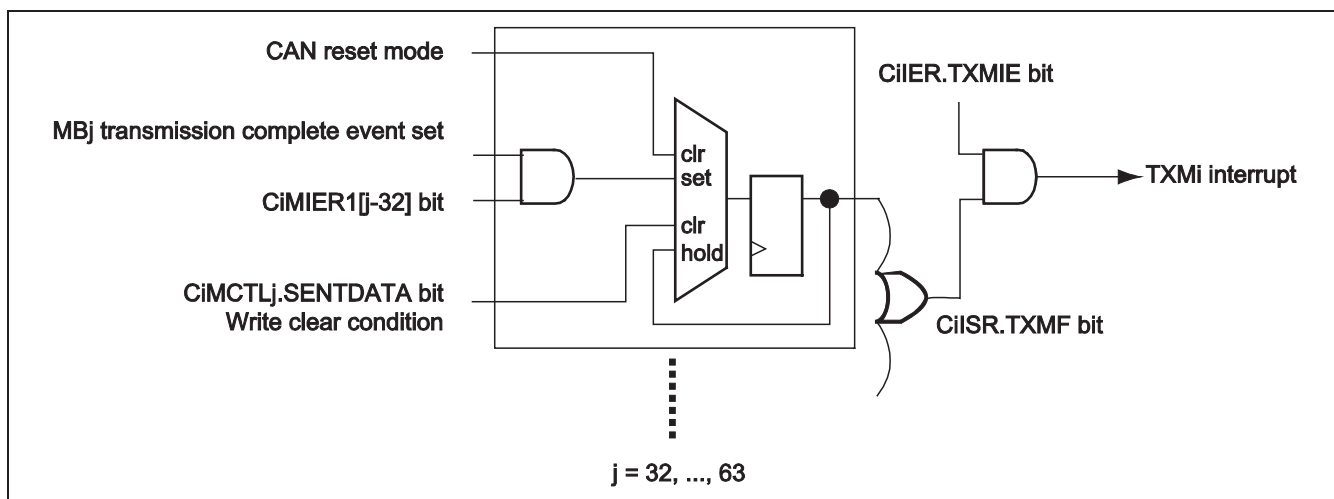 CAN reset mode
CiIER.TXMIE bit
MBj transmission complete event set
clr
set
TXMi interrupt
CiMIER1[j-32] bit
clr
hold
CiMCTLj.SENTDATA bit
Write clear condition
CiISR.TXMF bit
j = 32, ..., 63